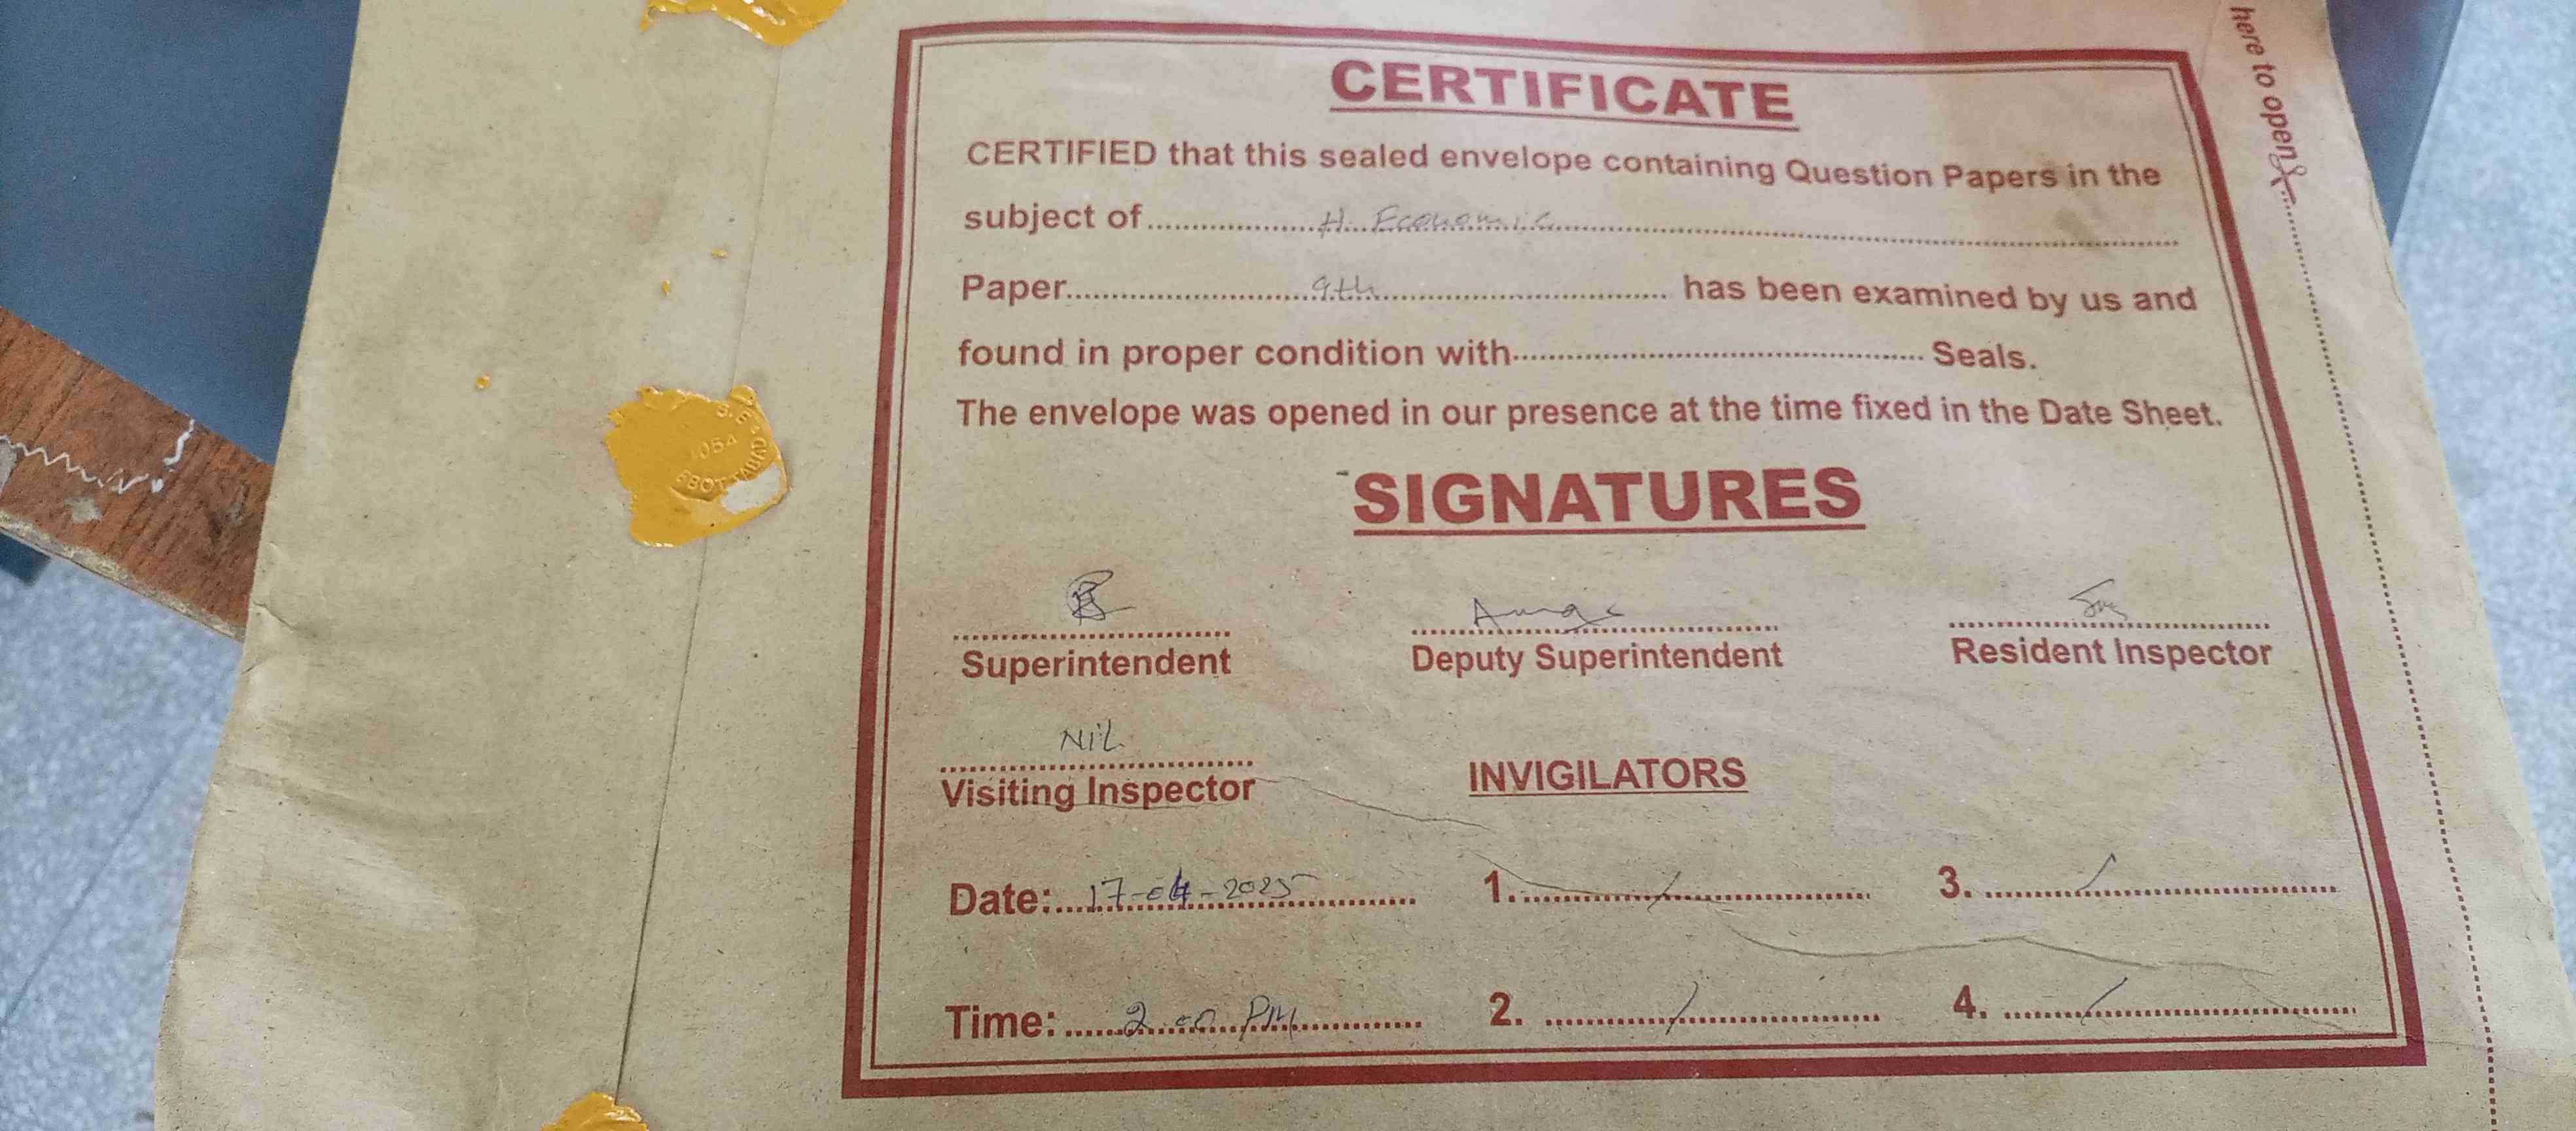 here to open
CERTIFICATE
CERTIFIED that this sealed envelope containing Question Papers in the
subject of H. Economic
Paper 9th has been examined by us and
found in proper condition with Seals.
The envelope was opened in our presence at the time fixed in the Date Sheet.
SIGNATURES
Superintendent Deputy Superintendent Resident Inspector
Nil
Visiting Inspector INVIGILATORS
Date: 17-04-2025 1. / 3. /
Time: 2 00 PM 2. / 4. /
B.E
054
BBOTTABAD